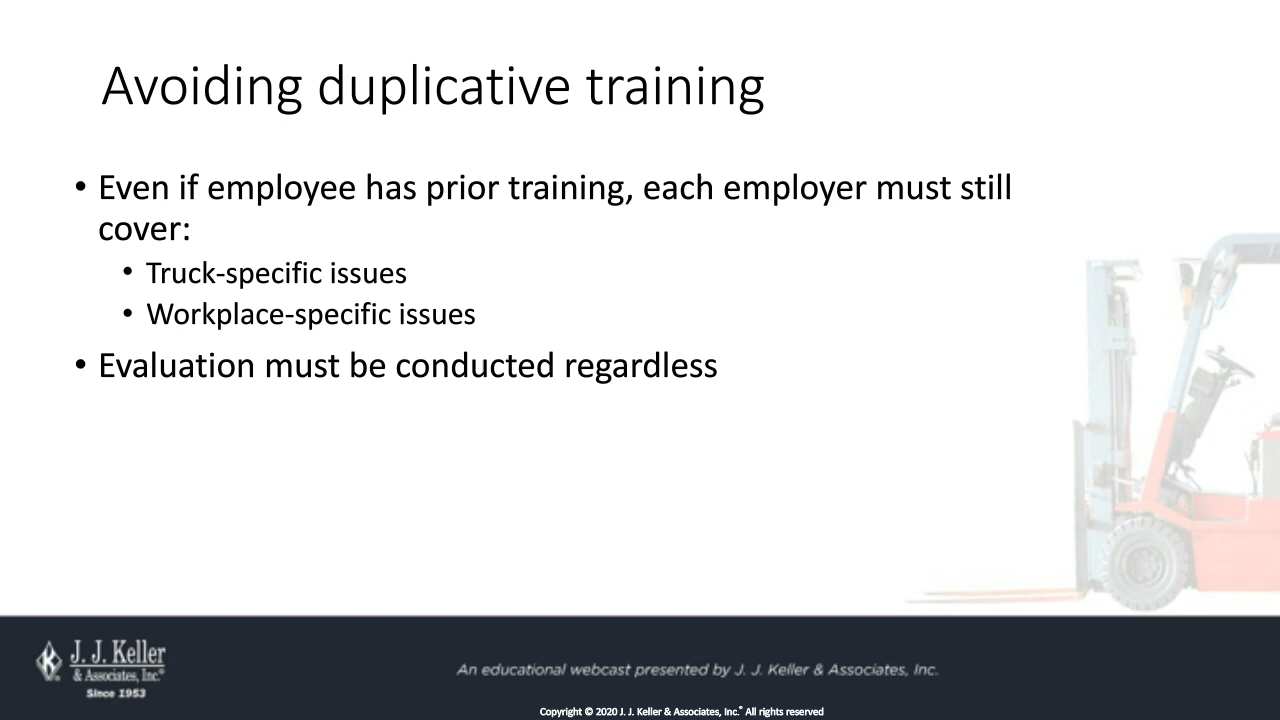 Avoiding duplicative training
• Even if employee has prior training, each employer must still
cover:
• Truck-specific issues
• Workplace-specific issues
• Evaluation must be conducted regardless
J. J. Keller
& Associates, Inc.®
Since 1953
An educational webcast presented by J. J. Keller & Associates, Inc.
Copyright © 2020 J. J. Keller & Associates, Inc.® All rights reserved